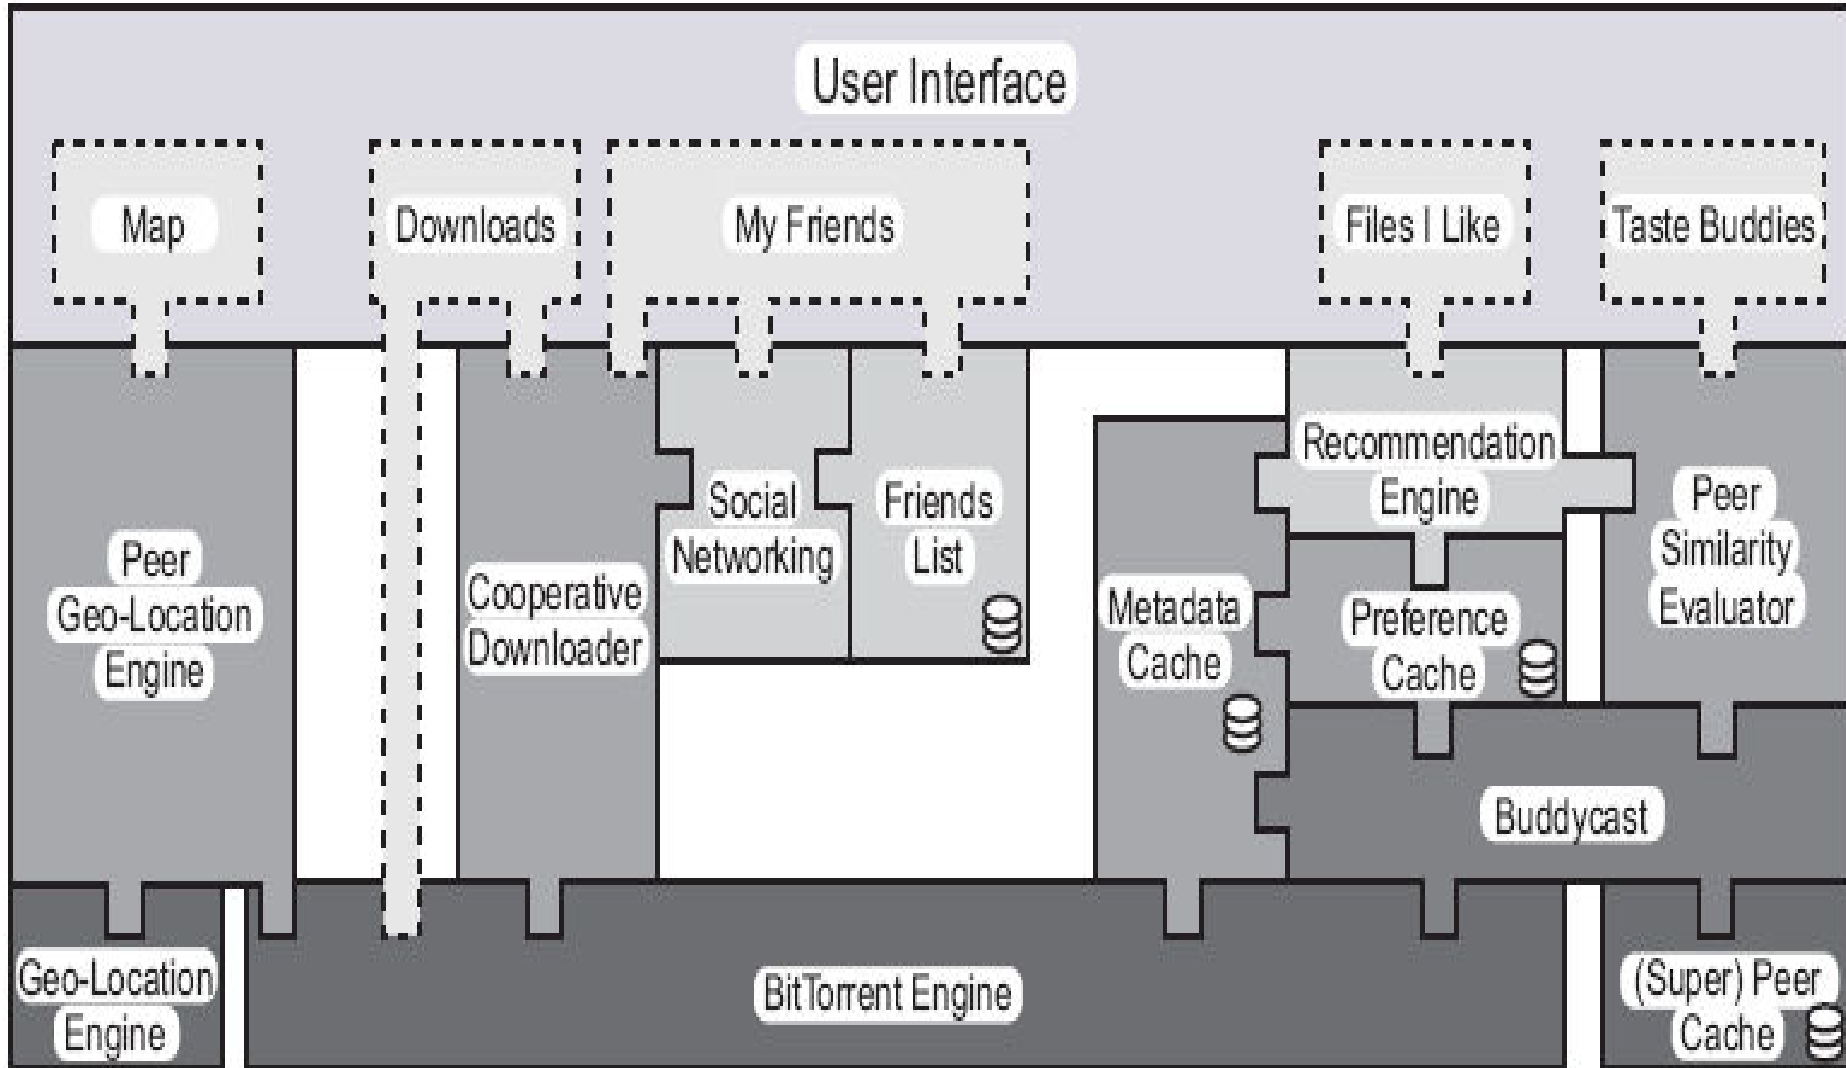 User Interface
Map
Downloads
My Friends
Files I Like
Taste Buddies
Peer
Geo-Location
Engine
Cooperative
Downloader
Social
Networking
Friends
List
Metadata
Cache
Recommendation
Engine
Preference
Cache
Peer
Similarity
Evaluator
Buddycast
Geo-Location
Engine
BitTorrent Engine
(Super) Peer
Cache